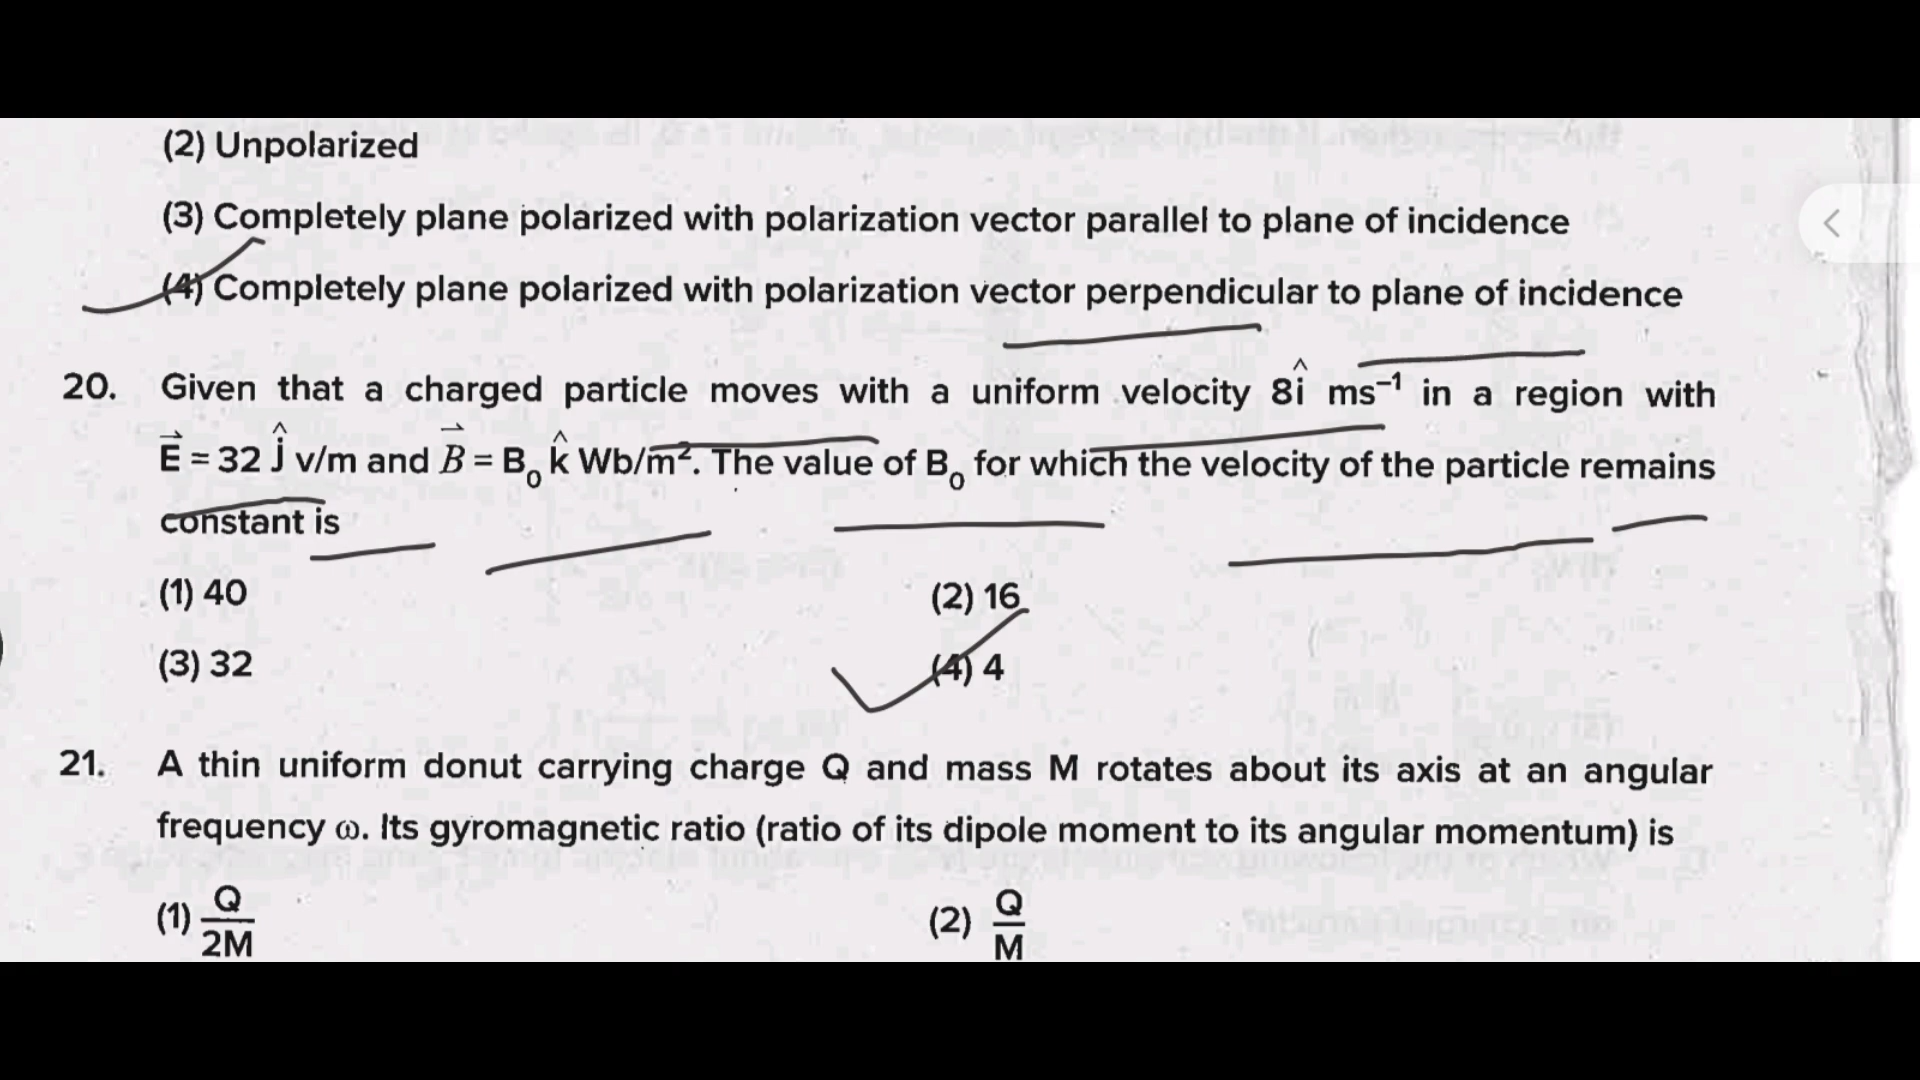 (2) Unpolarized
(3) Completely plane polarized with polarization vector parallel to plane of incidence
(4) Completely plane polarized with polarization vector perpendicular to plane of incidence
20. Given that a charged particle moves with a uniform velocity 8î ms⁻¹ in a region with
E⃗ = 32 ĵ v/m and B⃗ = B₀ k̂ Wb/m². The value of B₀ for which the velocity of the particle remains
constant is
(1) 40
(2) 16
(3) 32
(4) 4
21. A thin uniform donut carrying charge Q and mass M rotates about its axis at an angular
frequency ω. Its gyromagnetic ratio (ratio of its dipole moment to its angular momentum) is
(1) Q/2M
(2) Q/M